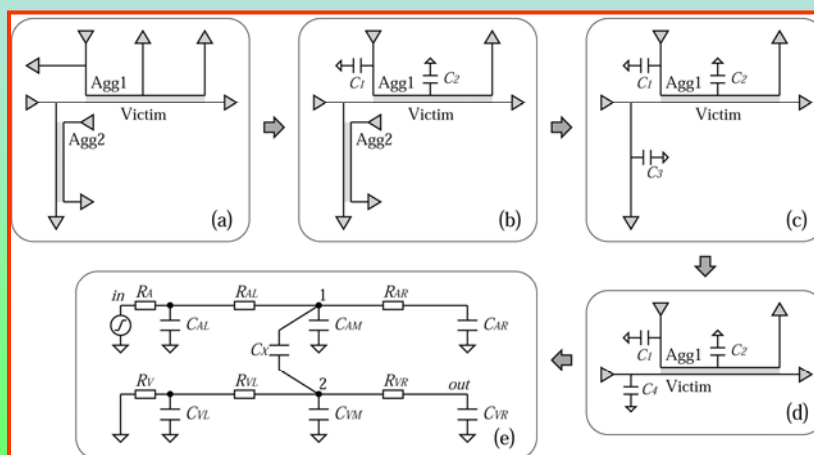 Agg1
Victim
Agg2
(a)
C1
Agg1
C2
Victim
Agg2
(b)
C1
Agg1
C2
Victim
C3
(c)
in
RA
RAL
1
RAR
CAL
CAM
CAR
CX
RV
RVL
2
RVR
out
CVL
CVM
CVR
(e)
C1
Agg1
C2
C4
Victim
(d)